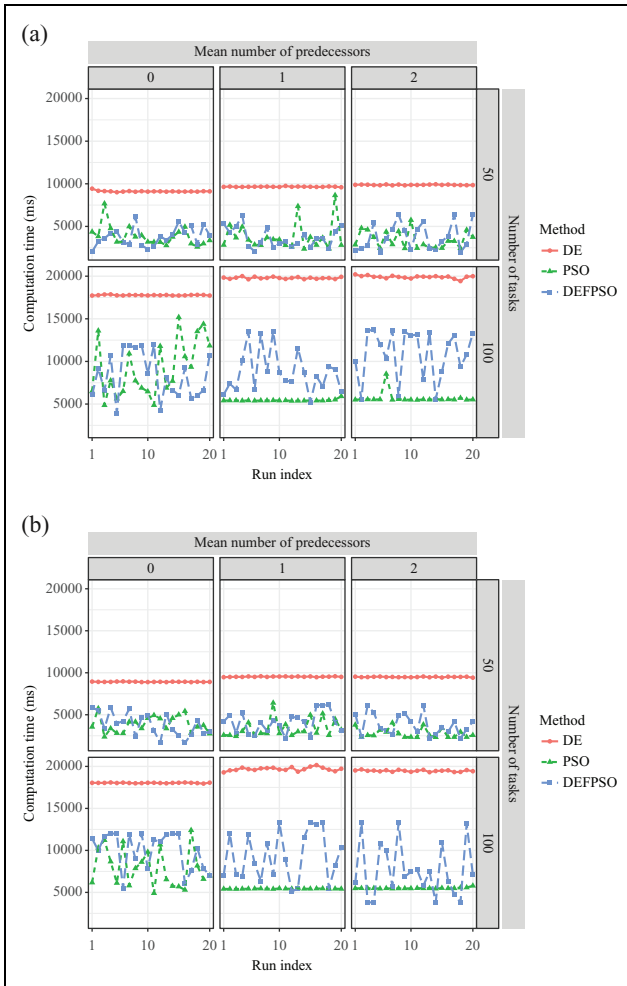 (a)
Mean number of predecessors
0 1 2
20000
15000
10000
5000
50
20000
15000
10000
5000
100
Computation time (ms)
Number of tasks
1 10 20 1 10 20 1 10 20
Run index
Method
DE
PSO
DEFPSO
(b)
Mean number of predecessors
0 1 2
20000
15000
10000
5000
50
20000
15000
10000
5000
100
Computation time (ms)
Number of tasks
1 10 20 1 10 20 1 10 20
Run index
Method
DE
PSO
DEFPSO